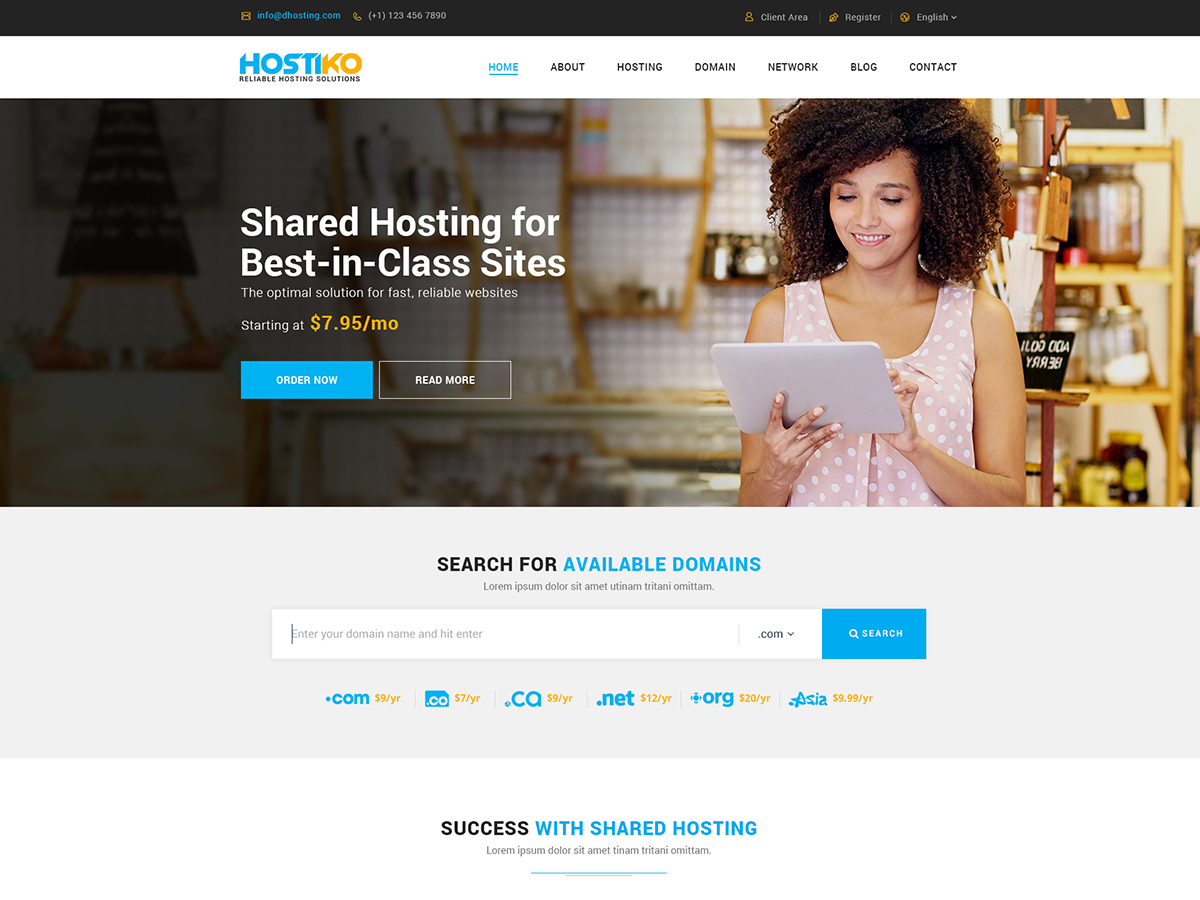 info@dhosting.com (+1) 123 456 7890 Client Area Register English
HOSTIKO
RELIABLE HOSTING SOLUTIONS
HOME ABOUT HOSTING DOMAIN NETWORK BLOG CONTACT
Shared Hosting for
Best-in-Class Sites
The optimal solution for fast, reliable websites
Starting at $7.95/mo
ORDER NOW READ MORE
SEARCH FOR AVAILABLE DOMAINS
Lorem ipsum dolor sit amet utinam tritani omittam.
Enter your domain name and hit enter .com SEARCH
.com $9/yr .co $7/yr .ca $9/yr .net $12/yr .org $20/yr .Asia $9.99/yr
SUCCESS WITH SHARED HOSTING
Lorem ipsum dolor sit amet tinam tritani omittam.